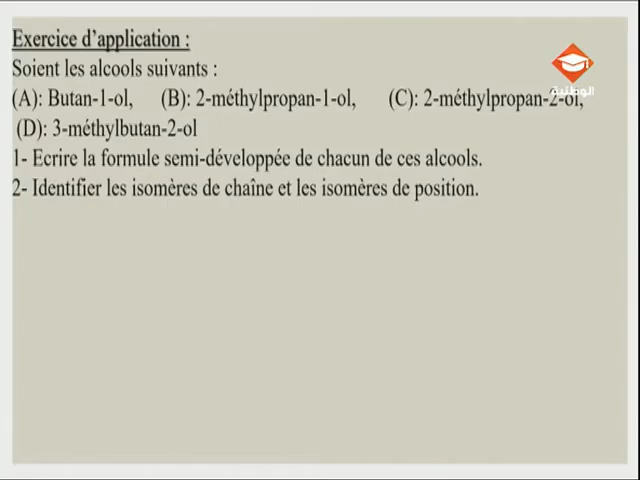 Exercice d'application :
Soient les alcools suivants :
الوطنية
(A): Butan-1-ol, (B): 2-méthylpropan-1-ol, (C): 2-méthylpropan-2-ol,
(D): 3-méthylbutan-2-ol
1- Ecrire la formule semi-développée de chacun de ces alcools.
2- Identifier les isomères de chaîne et les isomères de position.